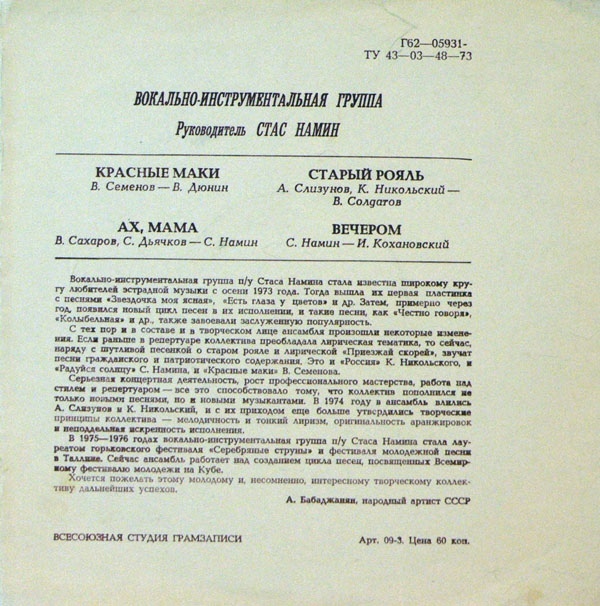 Г62—05931-
ТУ 43—03—48—73
ВОКАЛЬНО-ИНСТРУМЕНТАЛЬНАЯ ГРУППА
Руководитель СТАС НАМИН
КРАСНЫЕ МАКИ
В. Семенов — В. Дюнин
СТАРЫЙ РОЯЛЬ
А. Слизунов, К. Никольский —
В. Солдатов
АХ, МАМА
В. Сахаров, С. Дьячков — С. Намин
ВЕЧЕРОМ
С. Намин — И. Кохановский
Вокально-инструментальная группа п/у Стаса Намина стала известна широкому кру-
гу любителей эстрадной музыки с осени 1973 года. Тогда вышла их первая пластинка
с песнями «Звездочка моя ясная», «Есть глаза у цветов» и др. Затем, примерно через
год, появился новый цикл песен в их исполнении, и такие песни, как «Честно говоря»,
«Колыбельная» и др., также завоевали заслуженную популярность.
С тех пор и в составе и в творческом лице ансамбля произошли некоторые измене-
ния. Если раньше в репертуаре коллектива преобладала лирическая тематика, то сейчас,
наряду с шутливой песенкой о старом рояле и лирической «Приезжай скорей», звучат
песни гражданского и патриотического содержания. Это и «Россия» К. Никольского, и
«Радуйся солнцу» С. Намина, и «Красные маки» В. Семенова.
Серьезная концертная деятельность, рост профессионального мастерства, работа над
стилем и репертуаром — все это способствовало тому, что коллектив пополнился не
только новыми песнями, но и новыми музыкантами. В 1974 году в ансамбль влились
А. Слизунов и К. Никольский, и с их приходом еще больше утвердились творческие
принципы коллектива — мелодичность и тонкий лиризм, оригинальность аранжировок
и неподдельная искренность исполнения.
В 1975—1976 годах вокально-инструментальная группа п/у Стаса Намина стала лау-
реатом горьковского фестиваля «Серебряные струны» и фестиваля молодежной песни
в Таллине. Сейчас ансамбль работает над созданием цикла песен, посвященных Всемир-
ному фестивалю молодежи на Кубе.
Хочется пожелать этому молодому и, несомненно, интересному творческому коллек-
тиву дальнейших успехов.
А. Бабаджанян, народный артист СССР
ВСЕСОЮЗНАЯ СТУДИЯ ГРАМЗАПИСИ
Арт. 09-3. Цена 60 коп.